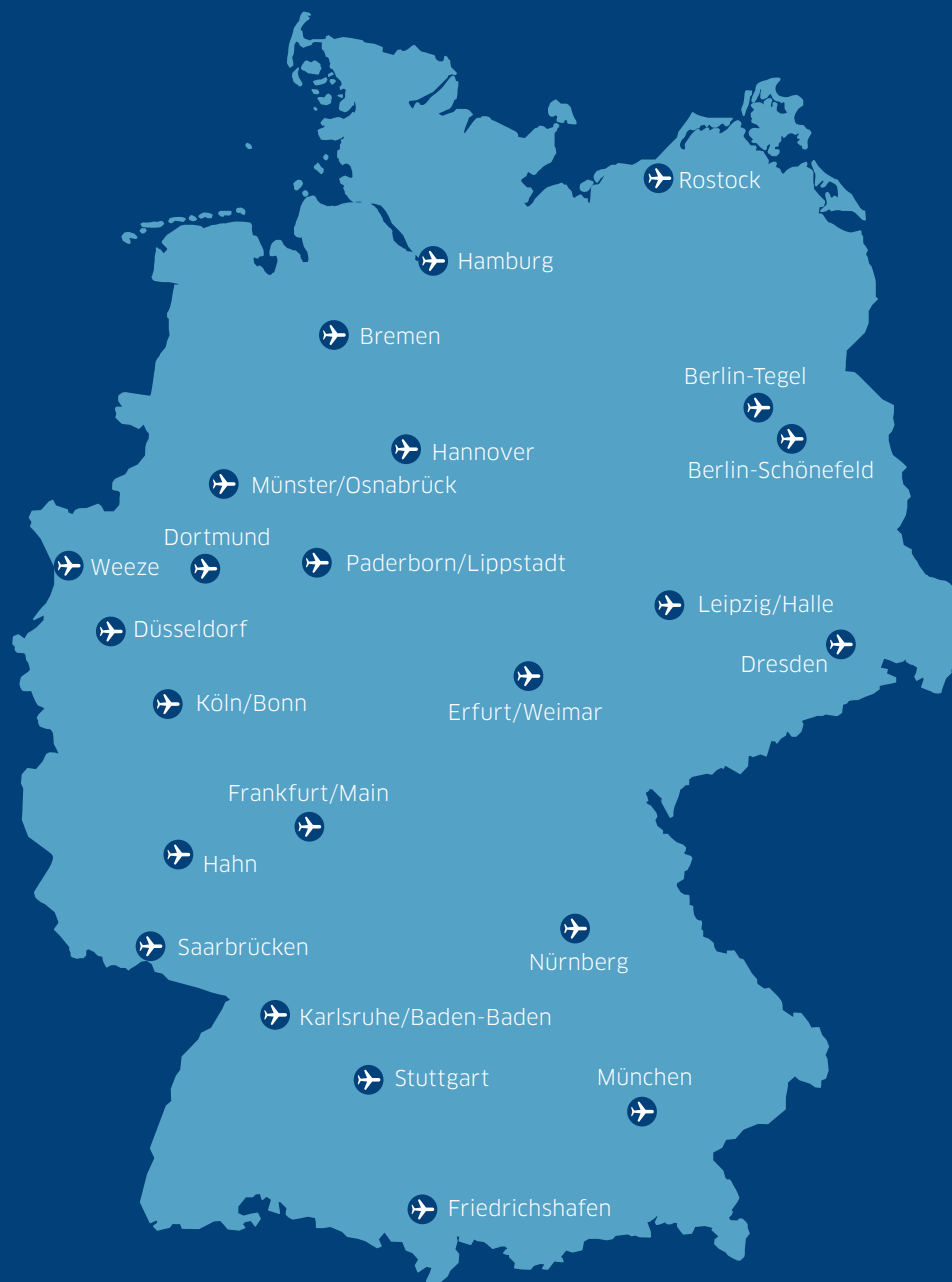 Rostock
Hamburg
Bremen
Berlin-Tegel
Hannover
Berlin-Schönefeld
Münster/Osnabrück
Dortmund
Weeze
Paderborn/Lippstadt
Leipzig/Halle
Düsseldorf
Dresden
Köln/Bonn
Erfurt/Weimar
Frankfurt/Main
Hahn
Saarbrücken
Nürnberg
Karlsruhe/Baden-Baden
Stuttgart
München
Friedrichshafen